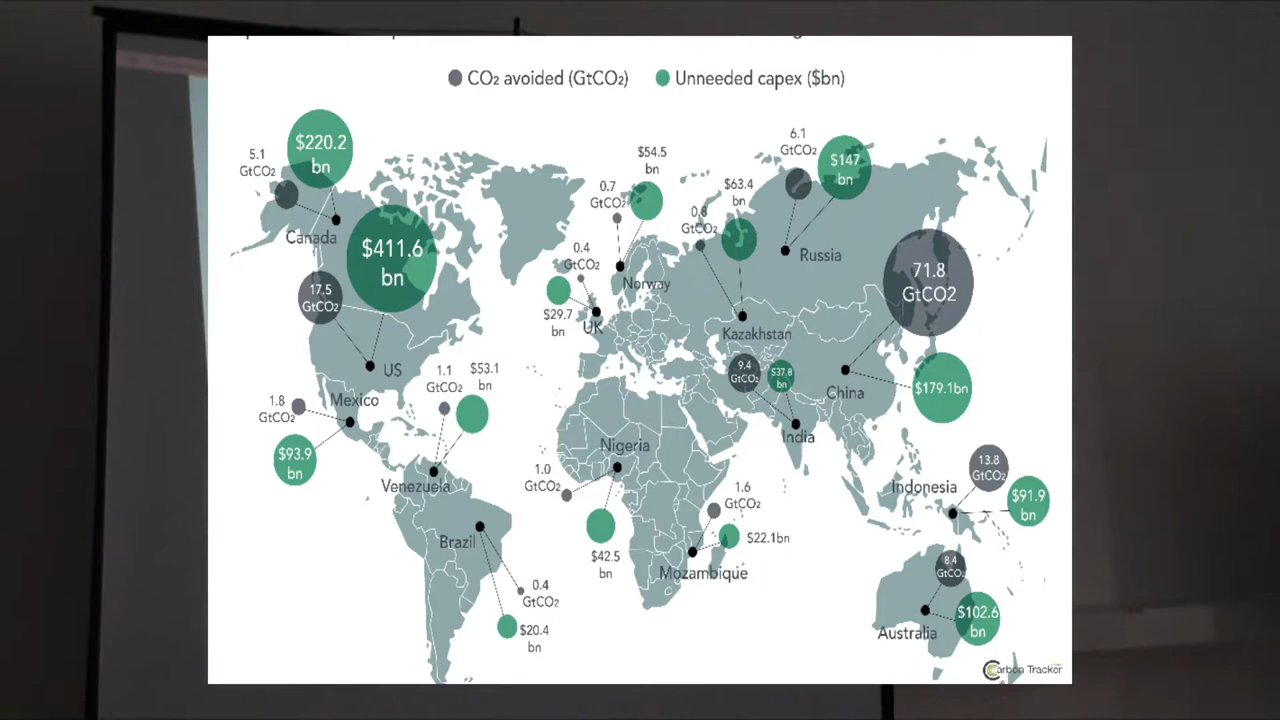 CO₂ avoided (GtCO₂)
Unneeded capex ($bn)
5.1
GtCO₂
$220.2
bn
Canada
$411.6
bn
17.5
GtCO₂
US
1.8
GtCO₂
Mexico
$93.9
bn
1.1
GtCO₂
$53.1
bn
Venezuela
Brazil
0.4
GtCO₂
$20.4
bn
0.7
GtCO₂
$54.5
bn
Norway
0.4
GtCO₂
$29.7
bn
UK
0.8
GtCO₂
$63.4
bn
Kazakhstan
6.1
GtCO₂
$147
bn
Russia
71.8
GtCO2
China
$179.1bn
9.4
GtCO₂
$37.8
bn
India
Nigeria
1.0
GtCO₂
$42.5
bn
1.6
GtCO₂
$22.1bn
Mozambique
13.8
GtCO₂
Indonesia
$91.9
bn
8.4
GtCO₂
$102.6
bn
Australia
Carbon Tracker